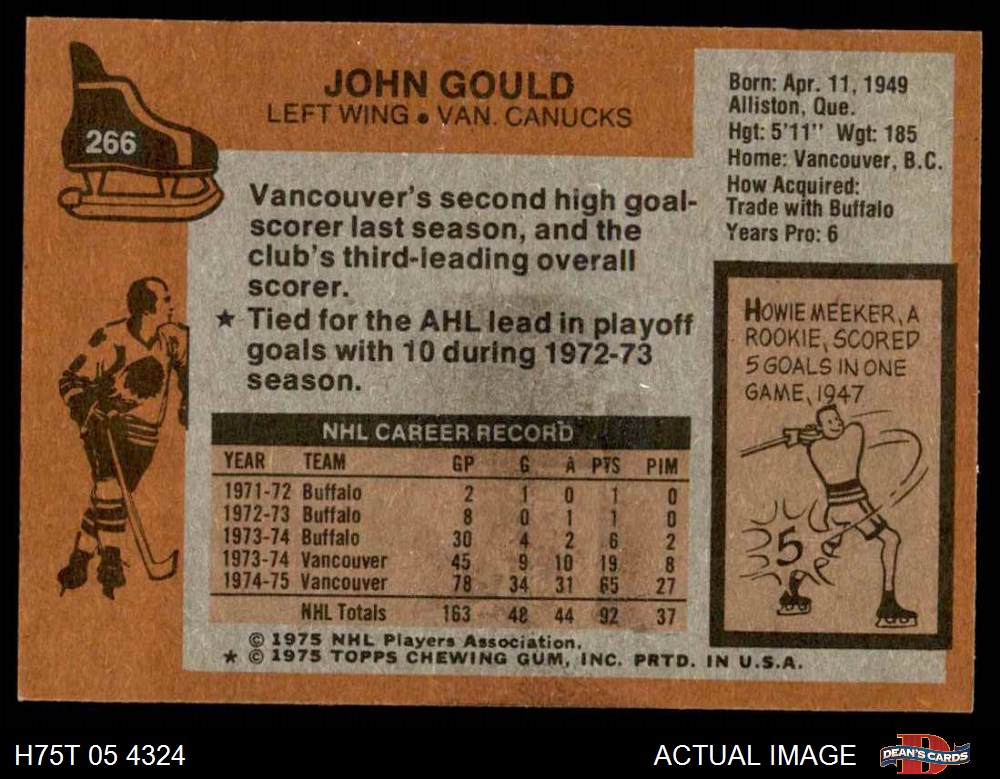 266
JOHN GOULD
LEFT WING • VAN. CANUCKS
Born: Apr. 11, 1949
Alliston, Que.
Hgt: 5'11" Wgt: 185
Home: Vancouver, B.C.
How Acquired:
Trade with Buffalo
Years Pro: 6
Vancouver's second high goal-
scorer last season, and the
club's third-leading overall
scorer.
★ Tied for the AHL lead in playoff
goals with 10 during 1972-73
season.
HOWIE MEEKER, A
ROOKIE, SCORED
5 GOALS IN ONE
GAME, 1947
5
NHL CAREER RECORD
YEAR TEAM GP G A PTS PIM
1971-72 Buffalo 2 1 0 1 0
1972-73 Buffalo 8 0 1 1 0
1973-74 Buffalo 30 4 2 6 2
1973-74 Vancouver 45 9 10 19 8
1974-75 Vancouver 78 34 31 65 27
NHL Totals 163 48 44 92 37
© 1975 NHL Players Association.
★ © 1975 TOPPS CHEWING GUM, INC. PRTD. IN U.S.A.
H75T 05 4324
ACTUAL IMAGE
DEAN'S CARDS